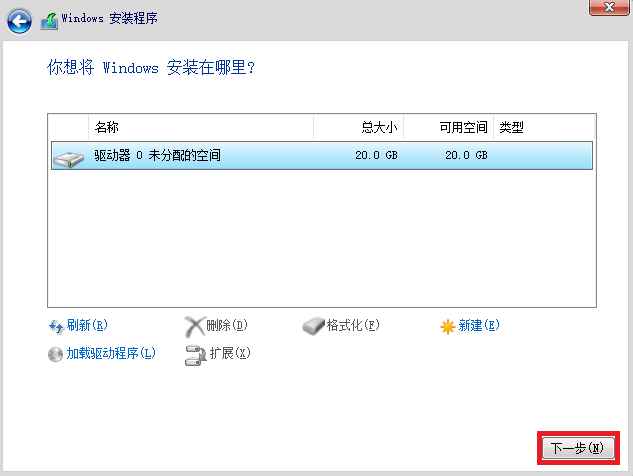 Windows 安装程序
你想将 Windows 安装在哪里?
名称 总大小 可用空间 类型
驱动器 0 未分配的空间 20.0 GB 20.0 GB
刷新(R) 删除(D) 格式化(F) 新建(E)
加载驱动程序(L) 扩展(X)
下一步(N)